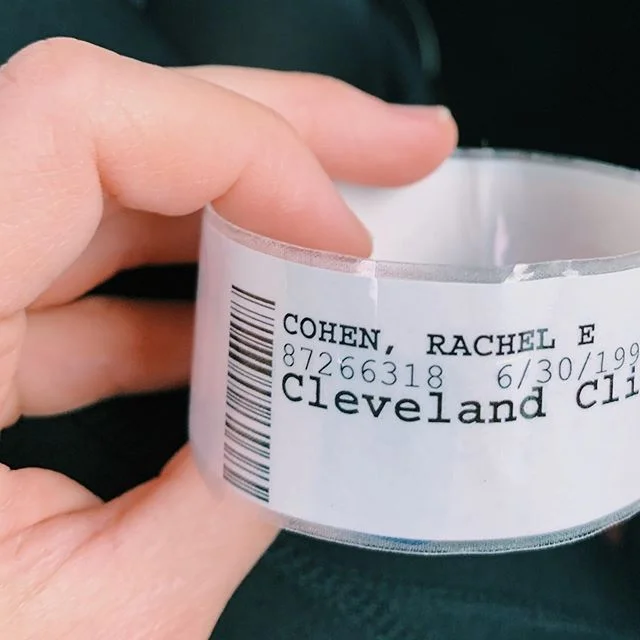 COHEN, RACHEL E
87266318 6/30/199
Cleveland Cli